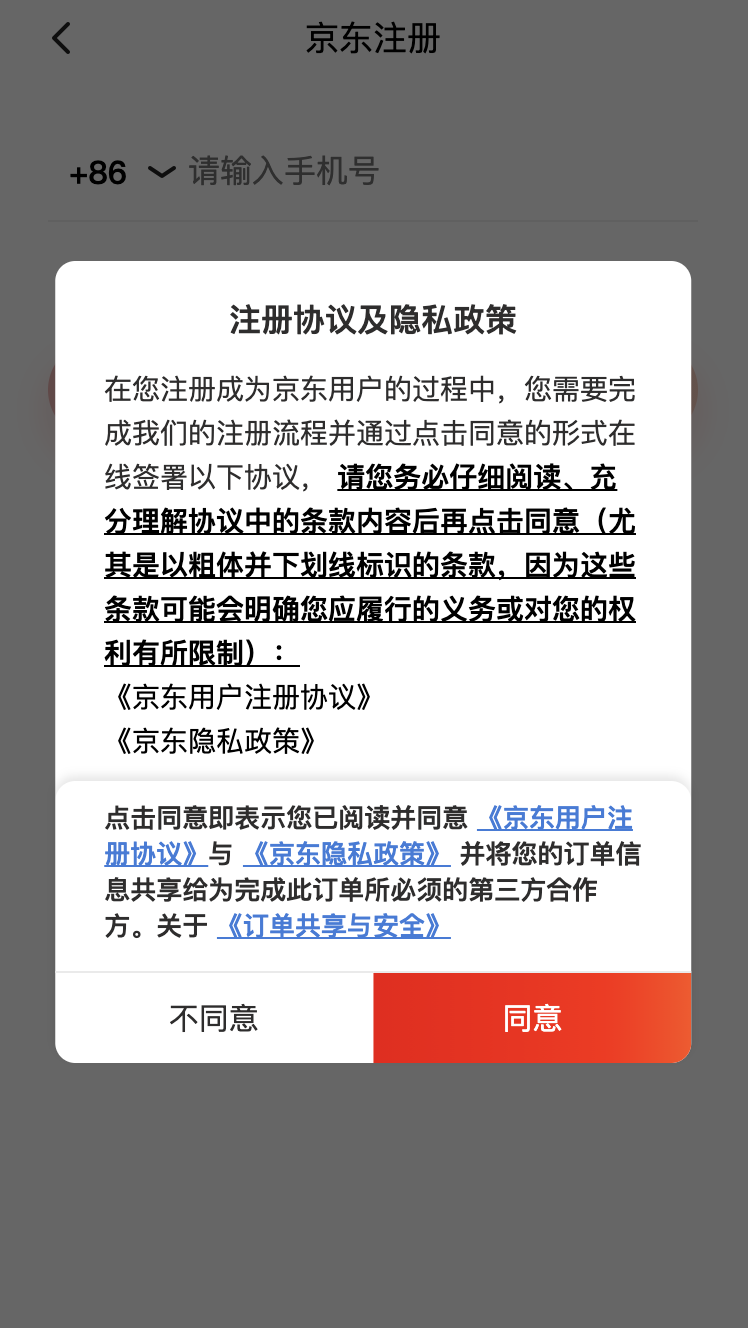 京东注册
+86 请输入手机号
注册协议及隐私政策
在您注册成为京东用户的过程中，您需要完
成我们的注册流程并通过点击同意的形式在
线签署以下协议， 请您务必仔细阅读、充
分理解协议中的条款内容后再点击同意（尤
其是以粗体并下划线标识的条款，因为这些
条款可能会明确您应履行的义务或对您的权
利有所限制）：
《京东用户注册协议》
《京东隐私政策》
点击同意即表示您已阅读并同意 《京东用户注
册协议》与 《京东隐私政策》 并将您的订单信
息共享给为完成此订单所必须的第三方合作
方。关于 《订单共享与安全》
不同意 同意